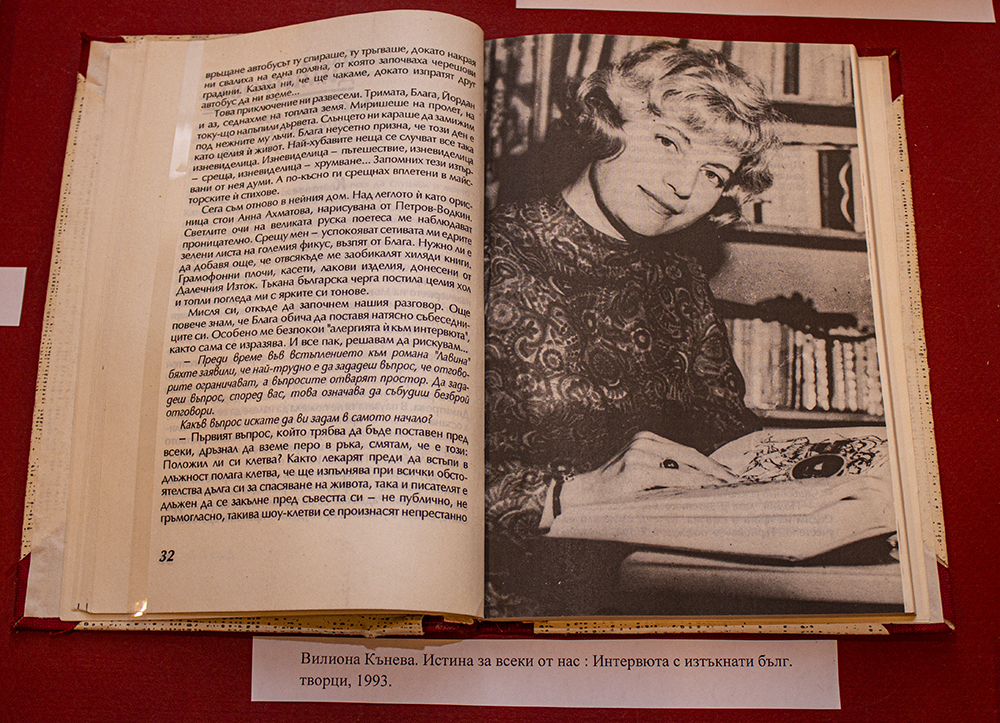 връщане автобусът ту спираше, ту тръгваше, докато накрая
ни свалиха на една поляна, от която започваха черешови
градини. Казаха ни, че ще чакаме, докато изпратят друг
автобус да ни вземе...
– Това приключение ни развесели. Тримата, Блага, Йордан
и аз, седнахме на топлата земя. Миришеше на пролет, на
току-що напъпили дървета. Слънцето ни караше да зажимим
под нежните му лъчи. Блага неусетно призна, че този ден е
като целия ѝ живот. Най-хубавите неща се случват все така
изневиделица. Изневиделица – пътешествие, изневиделица
– среща, изневиделица – хрумване... Запомних тези изтър-
вани от нея думи. А по-късно ги срещнах вплетени в майс-
торските ѝ стихове.
Сега съм отново в нейния дом. Над леглото ѝ като орис-
ница стои Анна Ахматова, нарисувана от Петров-Водкин.
Светлите очи на великата руска поетеса ме наблюдават
проницателно. Срещу мен – успокояват сетивата ми едрите
зелени листа на големия фикус, възпят от Блага. Нужно ли е
да добавя още, че отвсякъде ме заобикалят хиляди книги.
Грамофонни плочи, касети, лакови изделия, донесени от
Далечния Изток. Тъкана българска черга постила целия хол
и топли погледа ми с ярките си тонове.
Мисля си, откъде да започнем нашия разговор. Още
повече знам, че Блага обича да поставя натясно събеседни-
ците си. Особено ме безпокои "алергията ѝ към интервюта",
както сама се изразява. И все пак, решавам да рискувам...
– Преди време във встъплението към романа "Лавина"
бяхте заявили, че най-трудно е да зададеш въпрос, че отгово-
рите ограничават, а въпросите отварят простор. Да зада-
деш въпрос, според вас, това означава да събудиш безброй
отговори.
Какъв въпрос искате да ви задам в самото начало?
– Първият въпрос, който трябва да бъде поставен пред
всеки, дръзнал да вземе перо в ръка, смятам, че е този:
Положил ли си клетва? Както лекарят преди да встъпи в
длъжност полага клетва, че ще изпълнява при всички обсто-
ятелства дълга си за спасяване на живота, така и писателят е
длъжен да се закълне пред съвестта си – не публично, не
гръмогласно, такива шоу-клетви се произнасят непрестанно
32
Вилиона Кънева. Истина за всеки от нас : Интервюта с изтъкнати бълг.
творци, 1993.